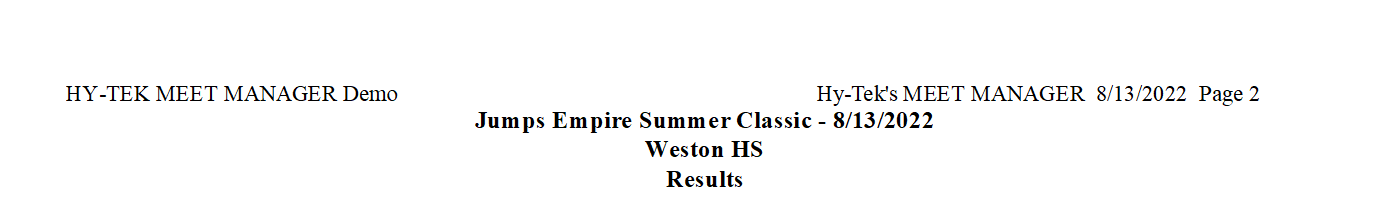 HY-TEK MEET MANAGER Demo Hy-Tek's MEET MANAGER 8/13/2022 Page 2
Jumps Empire Summer Classic - 8/13/2022
Weston HS
Results